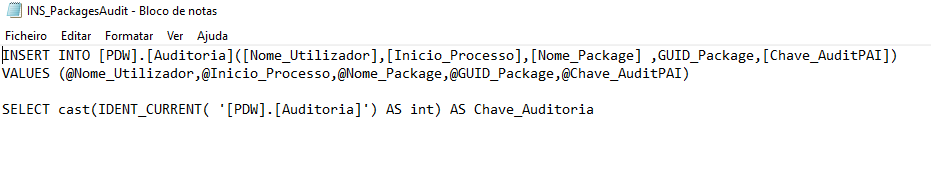 INS_PackagesAudit - Bloco de notas
Ficheiro Editar Formatar Ver Ajuda
INSERT INTO [PDW].[Auditoria]([Nome_Utilizador],[Inicio_Processo],[Nome_Package] ,GUID_Package,[Chave_AuditPAI])
VALUES (@Nome_Utilizador,@Inicio_Processo,@Nome_Package,@GUID_Package,@Chave_AuditPAI)
SELECT cast(IDENT_CURRENT( '[PDW].[Auditoria]') AS int) AS Chave_Auditoria